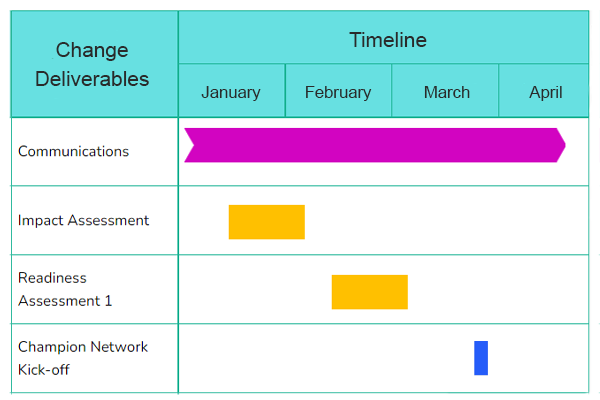 Change
Deliverables
Timeline
January
February
March
April
Communications
Impact Assessment
Readiness
Assessment 1
Champion Network
Kick-off